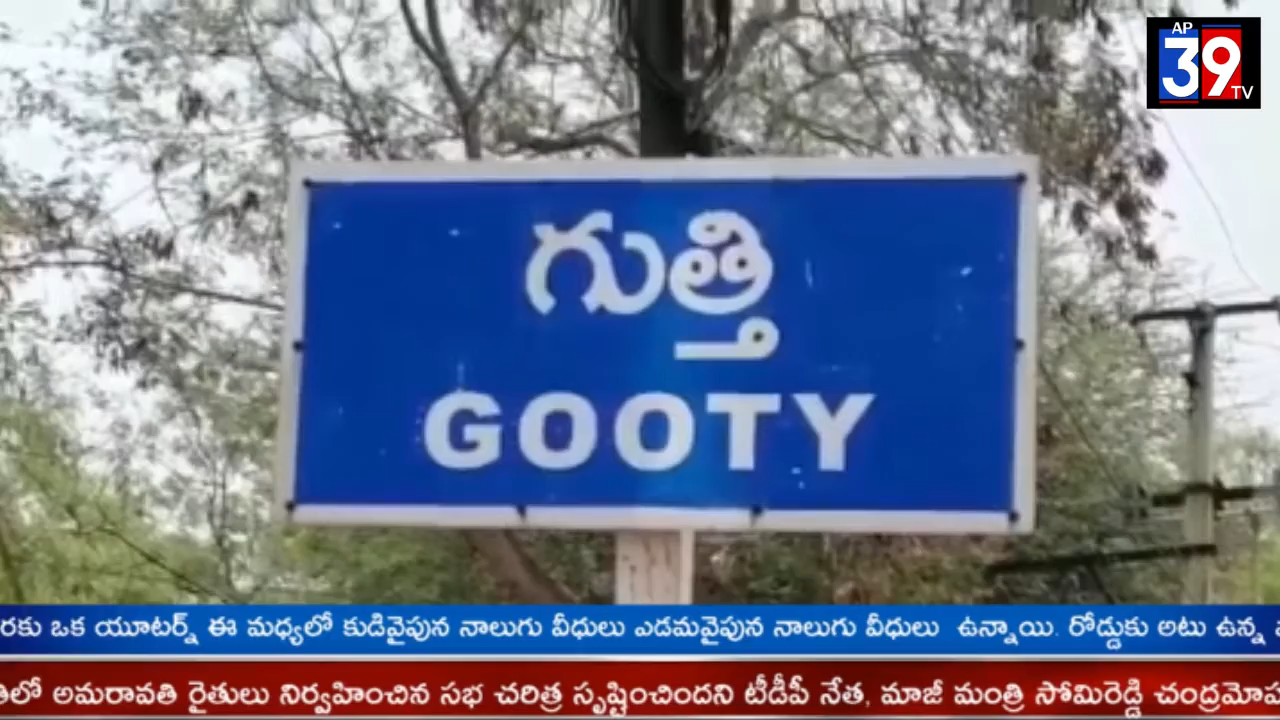 AP
39
TV
గుత్తి
GOOTY
రకు ఒక యూటర్న్ ఈ మధ్యలో కుడివైపున నాలుగు వీధులు ఎడమవైపున నాలుగు వీధులు ఉన్నాయి. రోడ్డుకు అటు ఉన్న
తిలో అమరావతి రైతులు నిర్వహించిన సభ చరిత్ర సృష్టించిందని టీడీపీ నేత, మాజీ మంత్రి సోమిరెడ్డి చంద్రమోహ